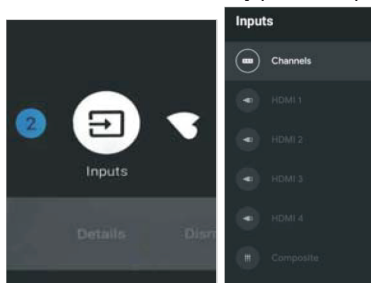 2
Inputs
Details
Inputs
Channels
HDMI 1
HDMI 2
HDMI 3
HDMI 4
Composite